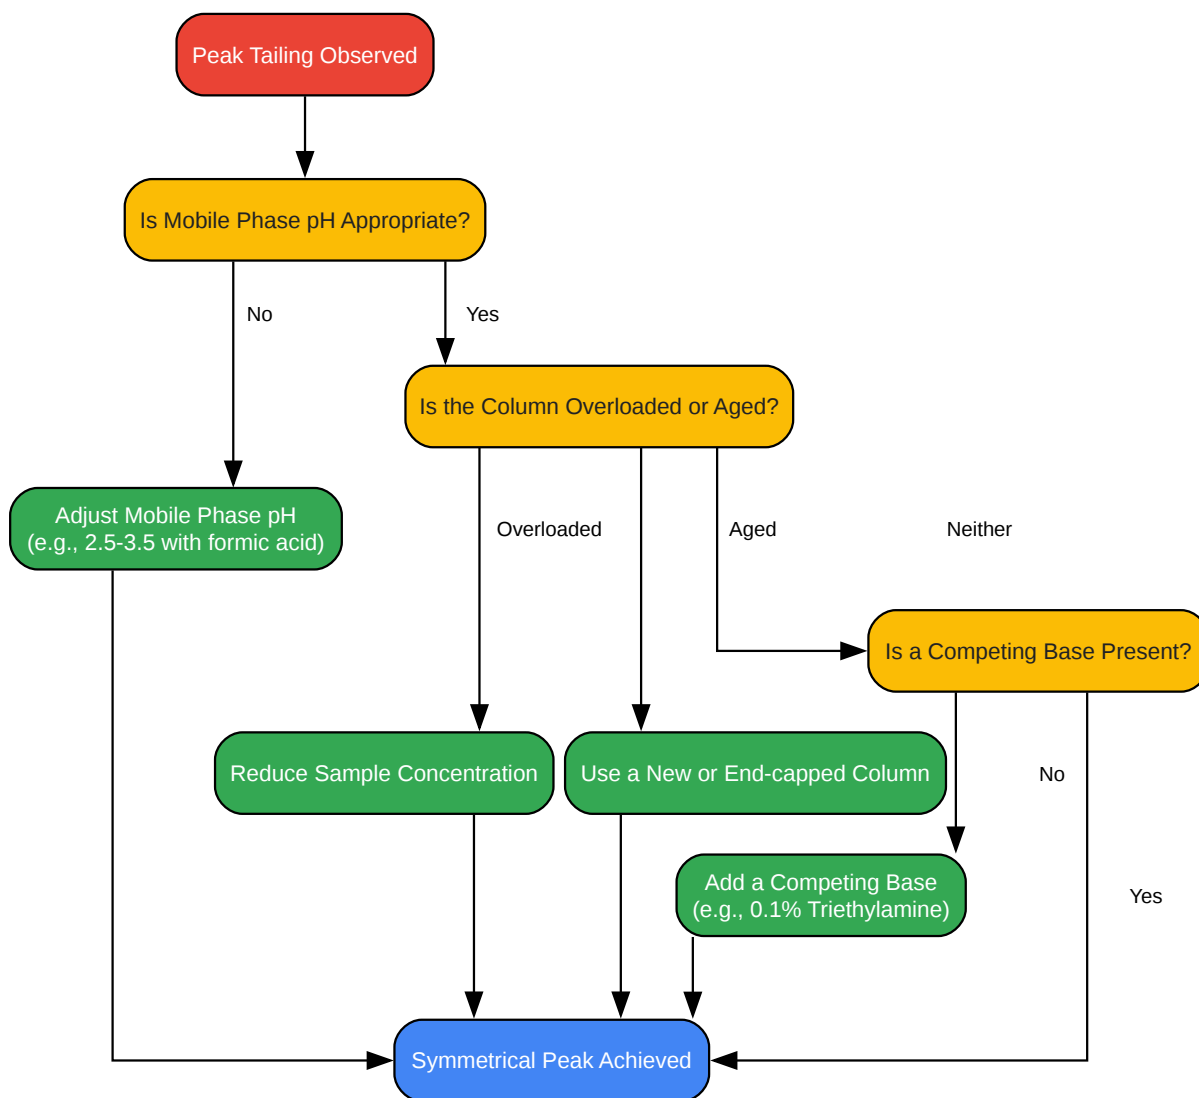 Peak Tailing Observed
Is Mobile Phase pH Appropriate?
No
Yes
Is the Column Overloaded or Aged?
Adjust Mobile Phase pH
(e.g., 2.5-3.5 with formic acid)
Overloaded
Aged
Neither
Is a Competing Base Present?
Reduce Sample Concentration
Use a New or End-capped Column
No
Add a Competing Base
(e.g., 0.1% Triethylamine)
Yes
Symmetrical Peak Achieved